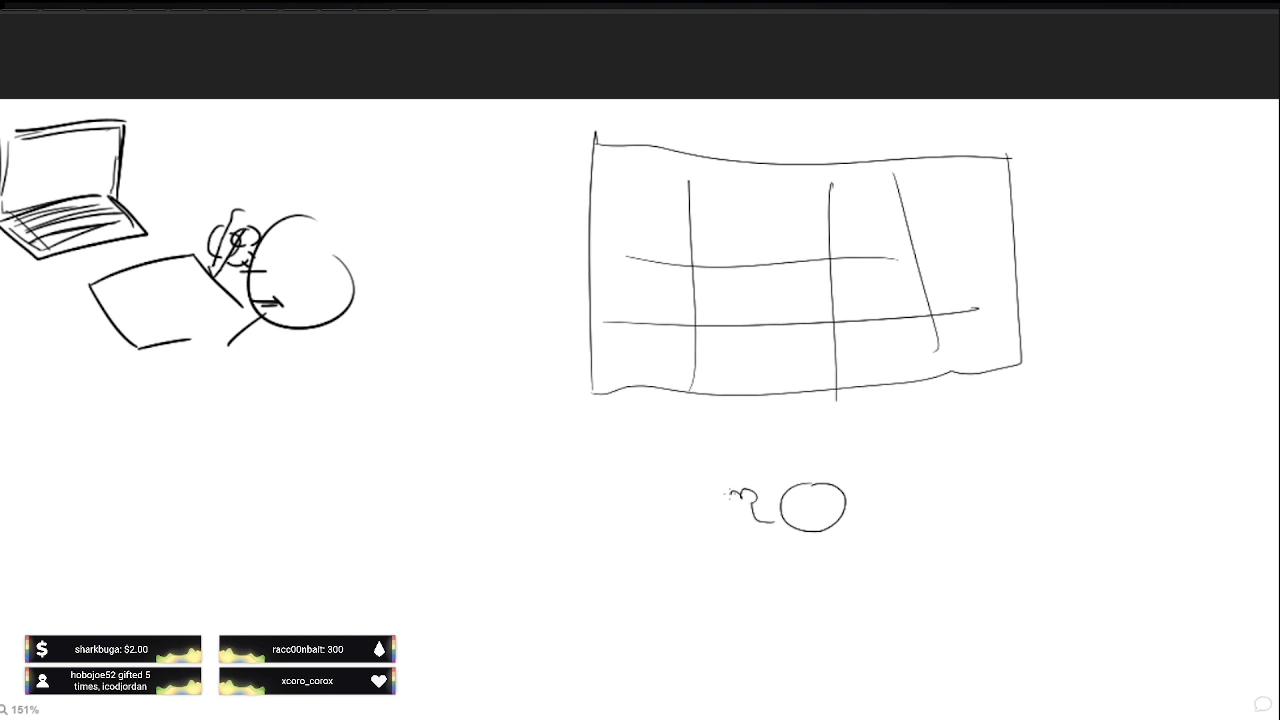 $ sharkbuga: $2.00
racc00nbait: 300
hobojoe52 gifted 5
times, icodjordan
xcoro_corox
151%